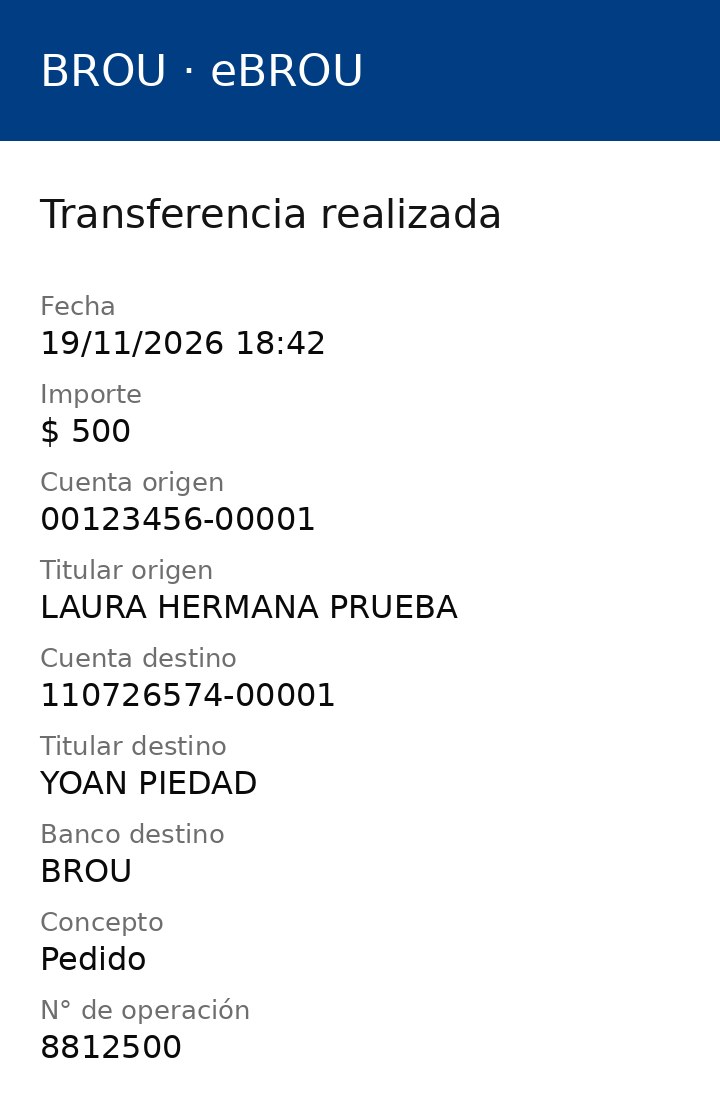 BROU · eBROU
Transferencia realizada
Fecha
19/11/2026 18:42
Importe
$ 500
Cuenta origen
00123456-00001
Titular origen
LAURA HERMANA PRUEBA
Cuenta destino
110726574-00001
Titular destino
YOAN PIEDAD
Banco destino
BROU
Concepto
Pedido
N° de operación
8812500